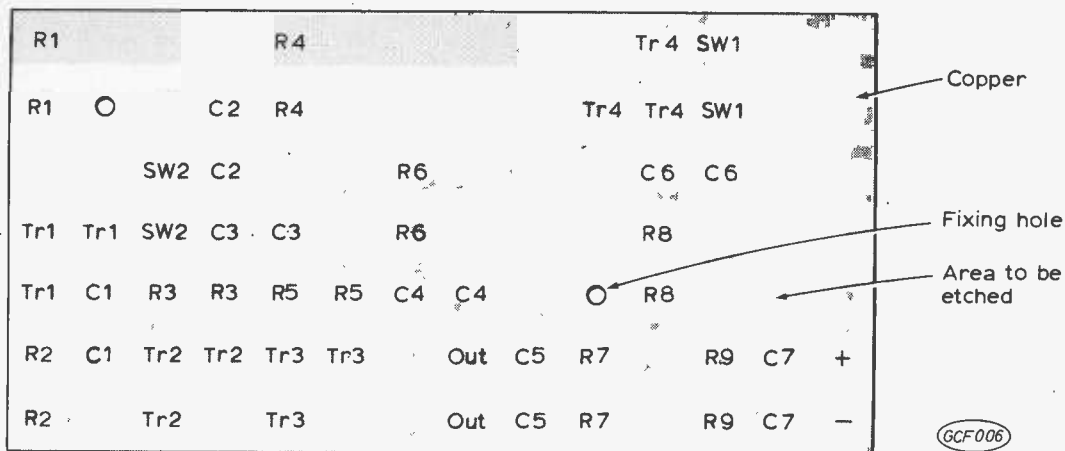 R1 R4 Tr4 SW1
Copper
R1 C2 R4 Tr4 Tr4 SW1
SW2 C2 R6 C6 C6
Fixing hole
Tr1 Tr1 SW2 C3 C3 R6 R8
Area to be
etched
Tr1 C1 R3 R3 R5 R5 C4 C4 R8
R2 C1 Tr2 Tr2 Tr3 Tr3 Out C5 R7 R9 C7 +
R2 Tr2 Tr3 Out C5 R7 R9 C7 −
GCF006